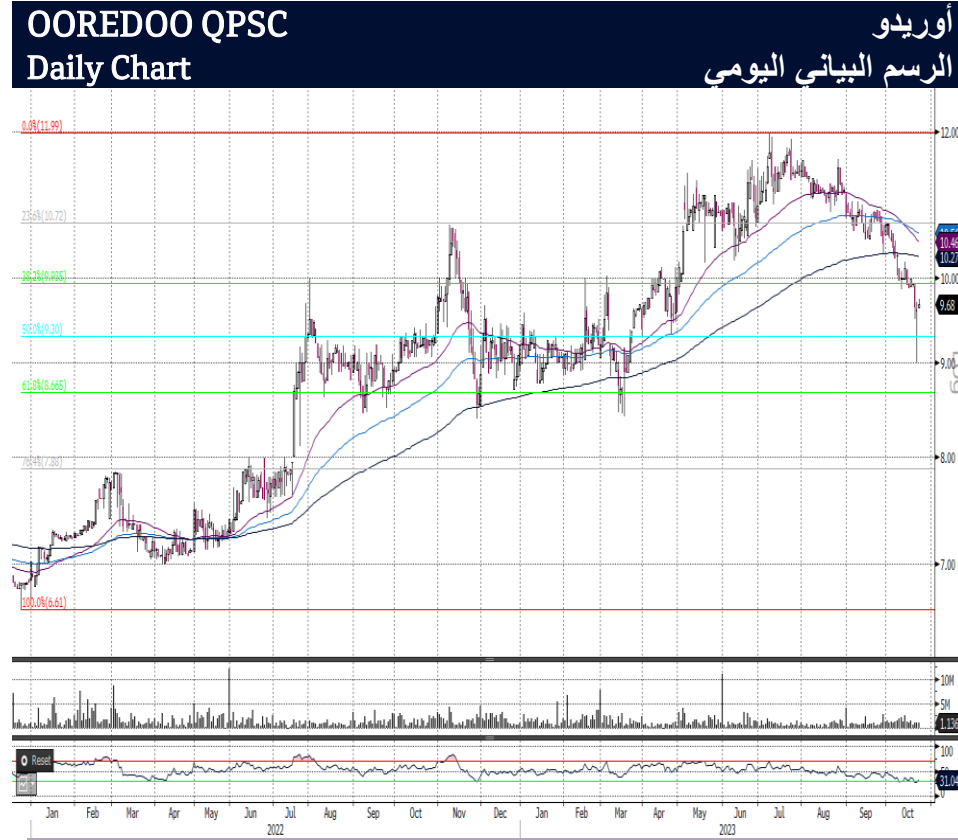 OOREDOO QPSC
أوريدو
Daily Chart
الرسم البياني اليومي
0.0%(11.99)
12.00
23.6%(10.72)
10.46
10.27
38.2%(9.935)
10.00
9.68
50.0%(9.30)
9.00
61.8%(8.665)
8.00
76.4%(7.88)
7.00
100.0%(6.61)
10M
5M
1.136
Reset
100
31.04
0
Jan Feb Mar Apr May Jun Jul Aug Sep Oct Nov Dec Jan Feb Mar Apr May Jun Jul Aug Sep Oct
2022 2023